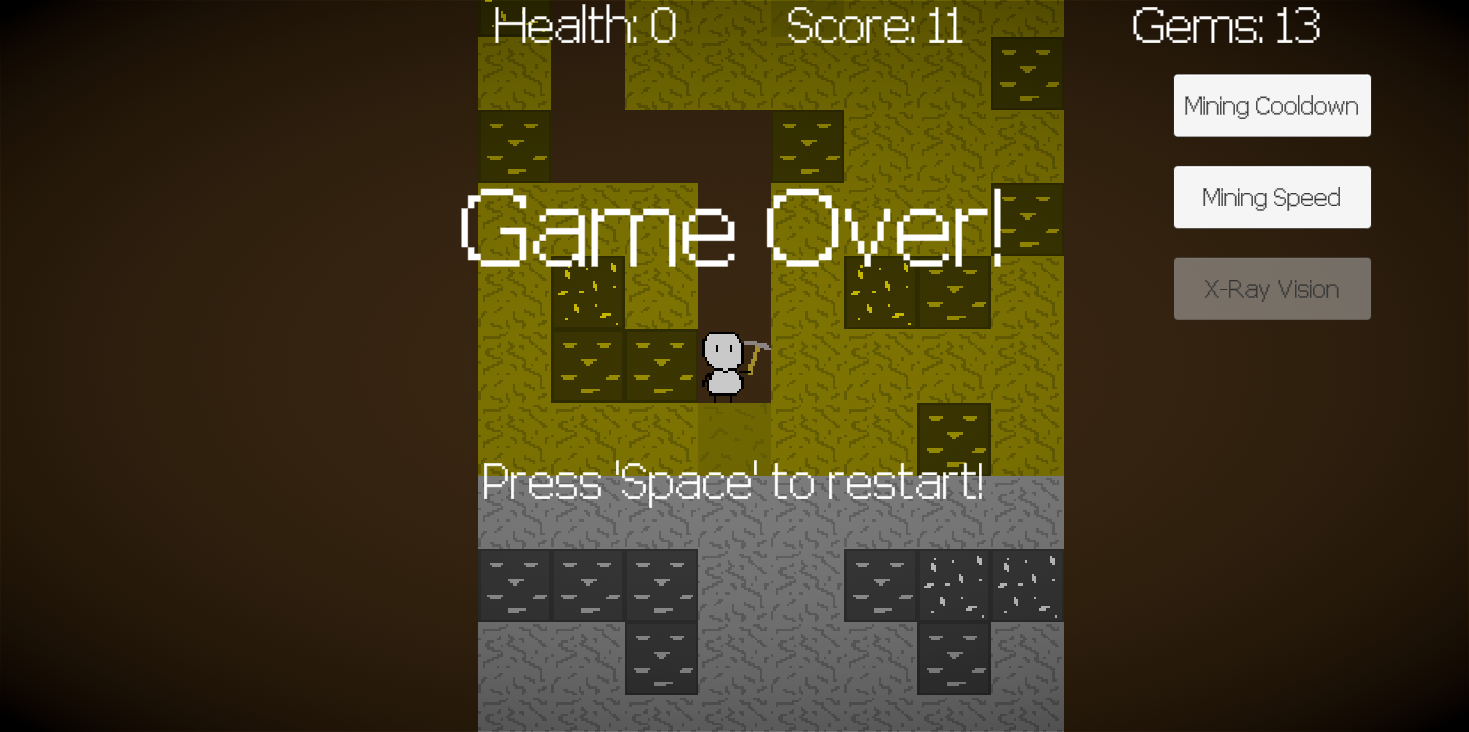 Health: 0
Score: 11
Gems: 13
Mining Cooldown
Mining Speed
Game Over!
X-Ray Vision
Press 'Space' to restart!